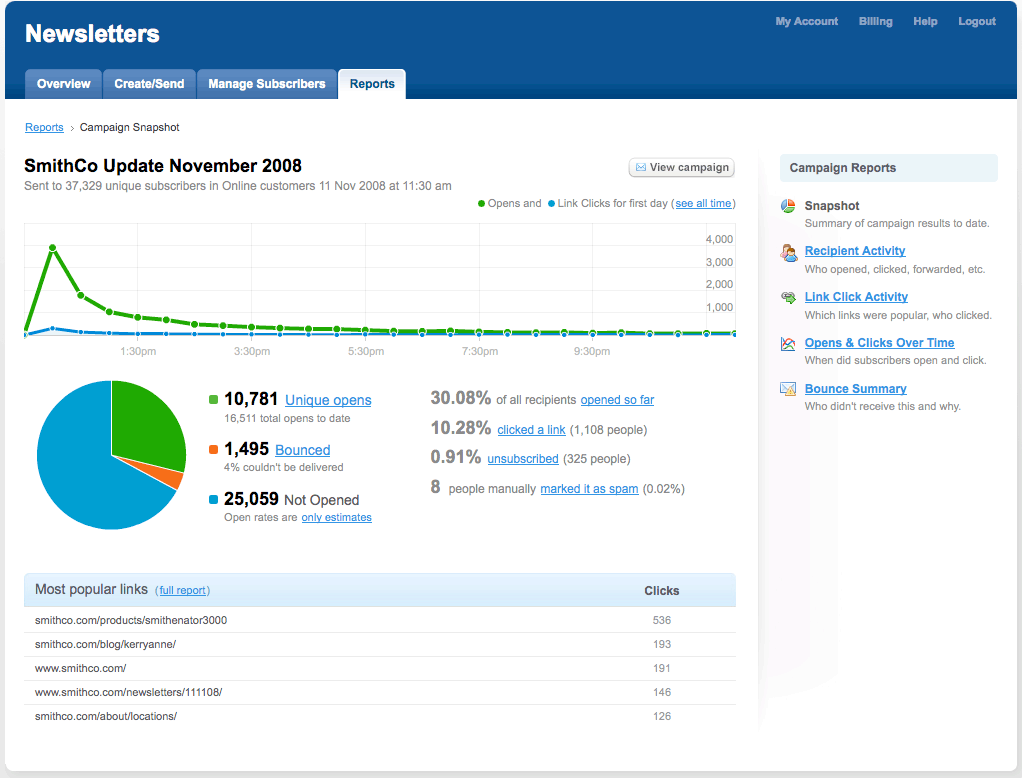 Newsletters
My Account Billing Help Logout
Overview Create/Send Manage Subscribers Reports
Reports › Campaign Snapshot
SmithCo Update November 2008
View campaign
Sent to 37,329 unique subscribers in Online customers 11 Nov 2008 at 11:30 am
Opens and Link Clicks for first day (see all time)
4,000
3,000
2,000
1,000
1:30pm 3:30pm 5:30pm 7:30pm 9:30pm
10,781 Unique opens
16,511 total opens to date
1,495 Bounced
4% couldn't be delivered
25,059 Not Opened
Open rates are only estimates
30.08% of all recipients opened so far
10.28% clicked a link (1,108 people)
0.91% unsubscribed (325 people)
8 people manually marked it as spam (0.02%)
Most popular links (full report) Clicks
smithco.com/products/smithenator3000 536
smithco.com/blog/kerryanne/ 193
www.smithco.com/ 191
www.smithco.com/newsletters/111108/ 146
smithco.com/about/locations/ 126
Campaign Reports
Snapshot
Summary of campaign results to date.
Recipient Activity
Who opened, clicked, forwarded, etc.
Link Click Activity
Which links were popular, who clicked.
Opens & Clicks Over Time
When did subscribers open and click.
Bounce Summary
Who didn't receive this and why.